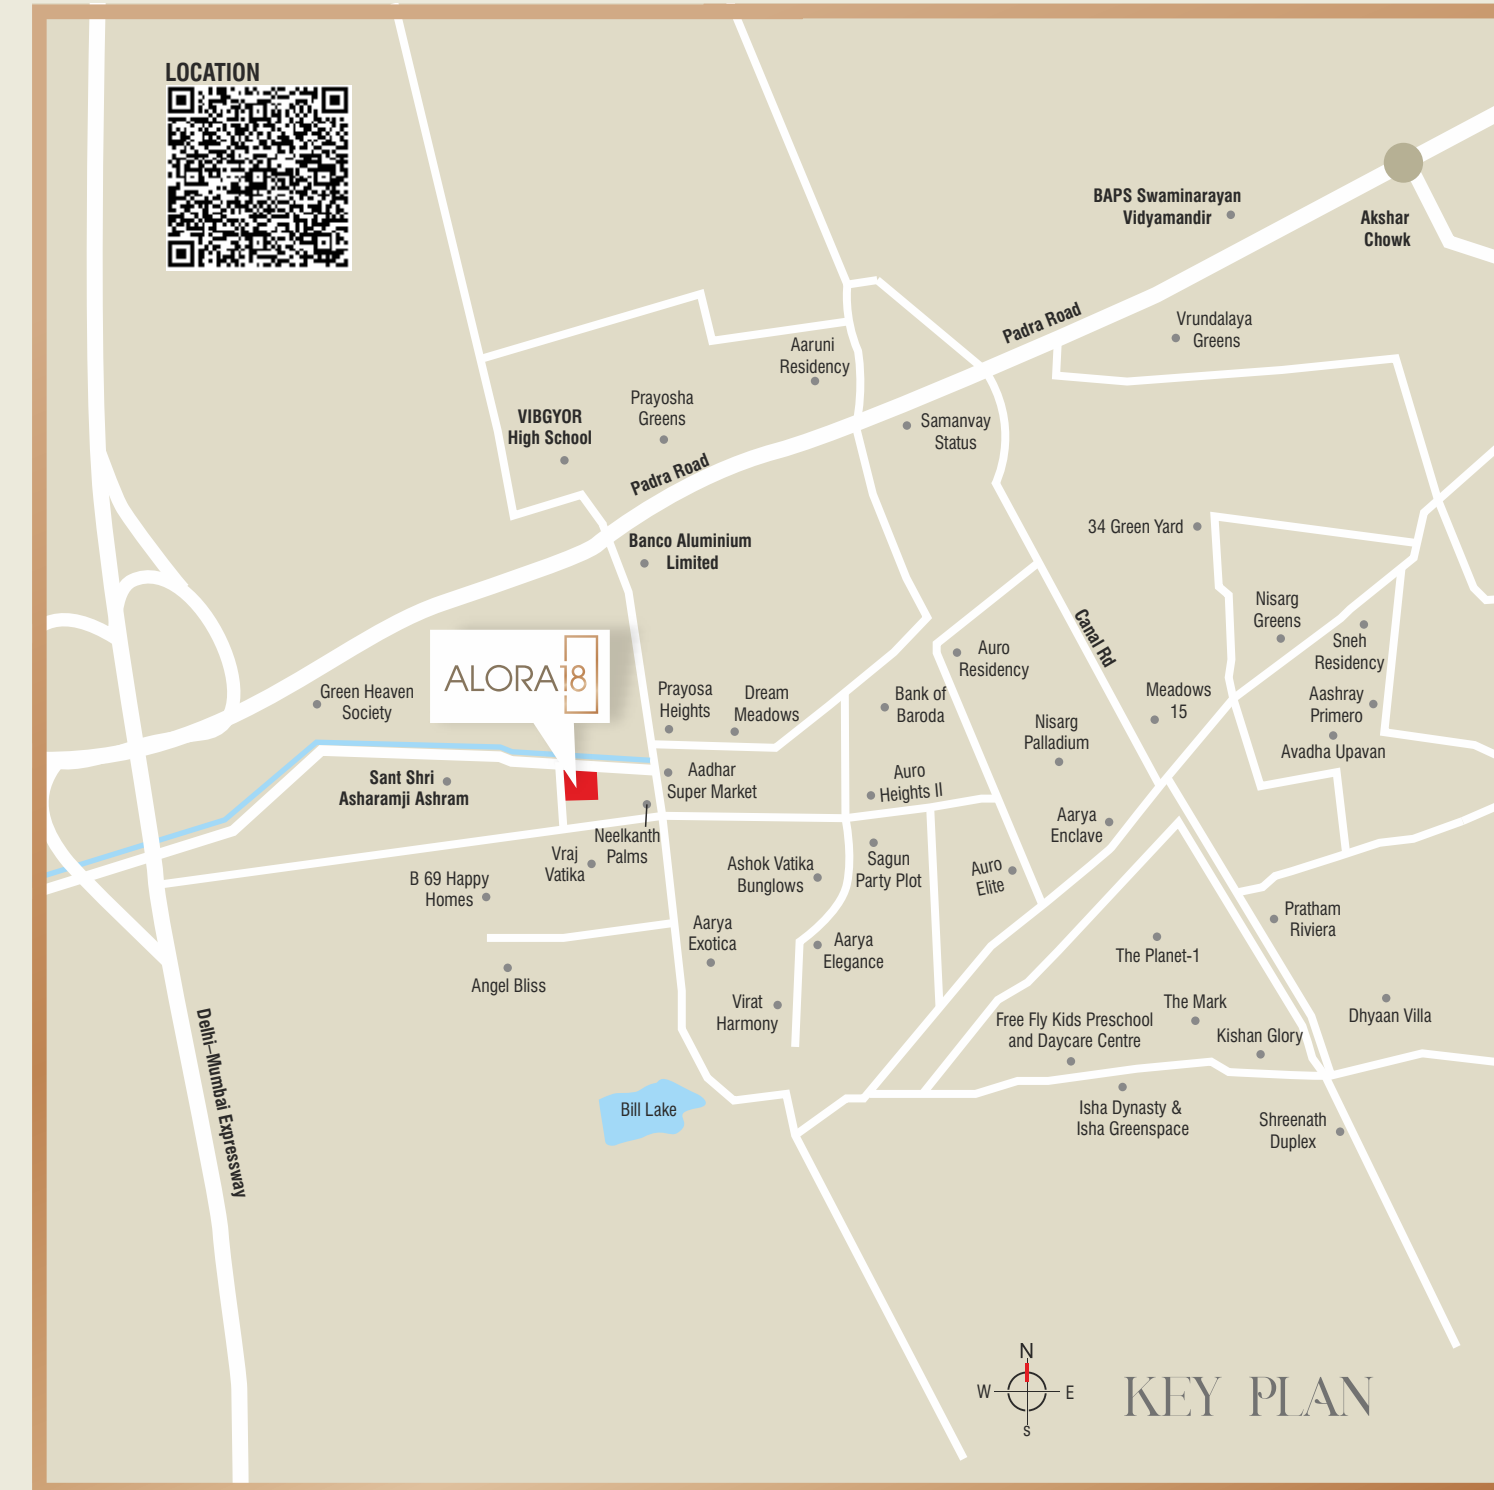 LOCATION
BAPS Swaminarayan
Vidyamandir
Akshar
Chowk
Padra Road
Vrundalaya
Greens
Aaruni
Residency
Prayosha
Greens
VIBGYOR
High School
Samanvay
Status
Padra Road
34 Green Yard
Banco Aluminium
Limited
Nisarg
Greens
Canal Rd
Sneh
Residency
Auro
Residency
ALORA18
Green Heaven
Society
Prayosa
Heights
Dream
Meadows
Bank of
Baroda
Meadows
15
Aashray
Primero
Nisarg
Palladium
Avadha Upavan
Sant Shri
Asharamji Ashram
Aadhar
Super Market
Auro
Heights II
Aarya
Enclave
Neelkanth
Palms
Vraj
Vatika
Ashok Vatika
Bunglows
Sagun
Party Plot
Auro
Elite
B 69 Happy
Homes
Pratham
Riviera
Aarya
Exotica
Aarya
Elegance
The Planet-1
Angel Bliss
Virat
Harmony
The Mark
Free Fly Kids Preschool
and Daycare Centre
Kishan Glory
Dhyaan Villa
Delhi–Mumbai Expressway
Bill Lake
Isha Dynasty &
Isha Greenspace
Shreenath
Duplex
N
W
E
S
KEY PLAN